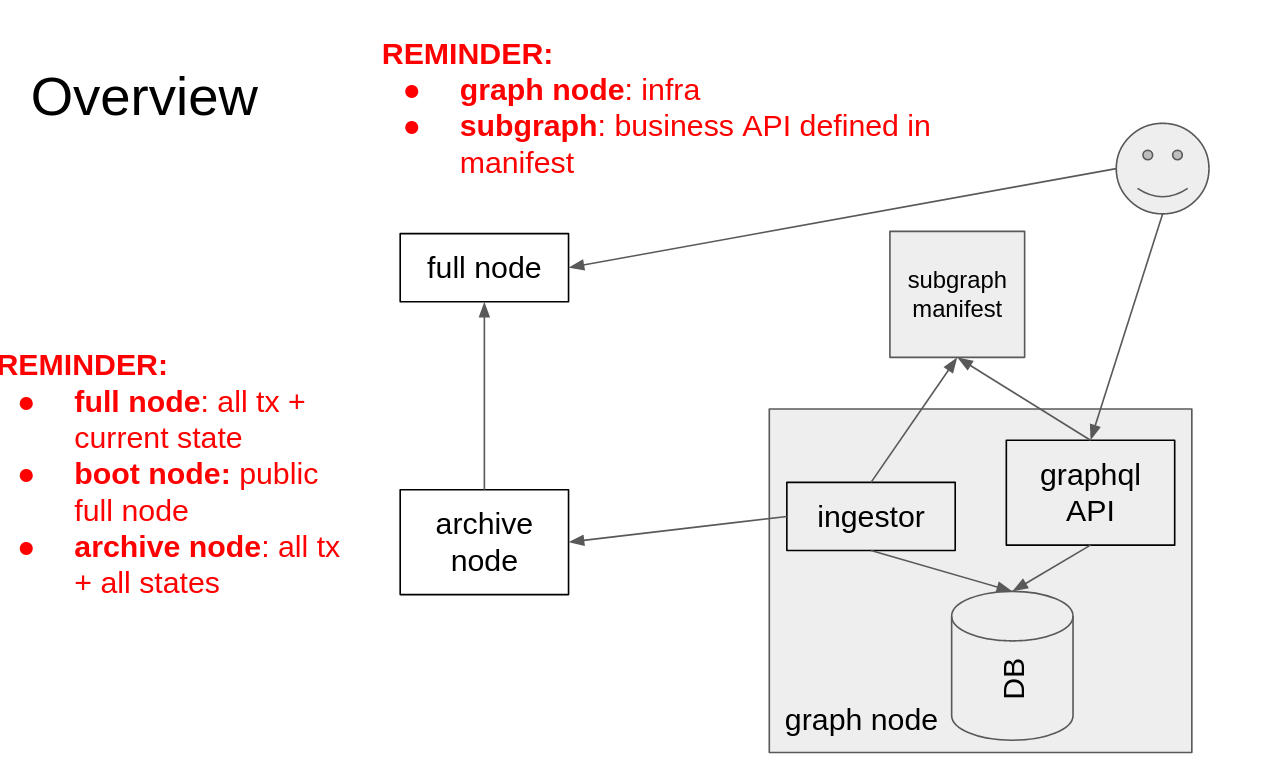 Overview
REMINDER:
● graph node: infra
● subgraph: business API defined in
manifest
full node
subgraph
manifest
REMINDER:
● full node: all tx +
current state
● boot node: public
full node
● archive node: all tx
+ all states
archive
node
ingestor
graphql
API
DB
graph node